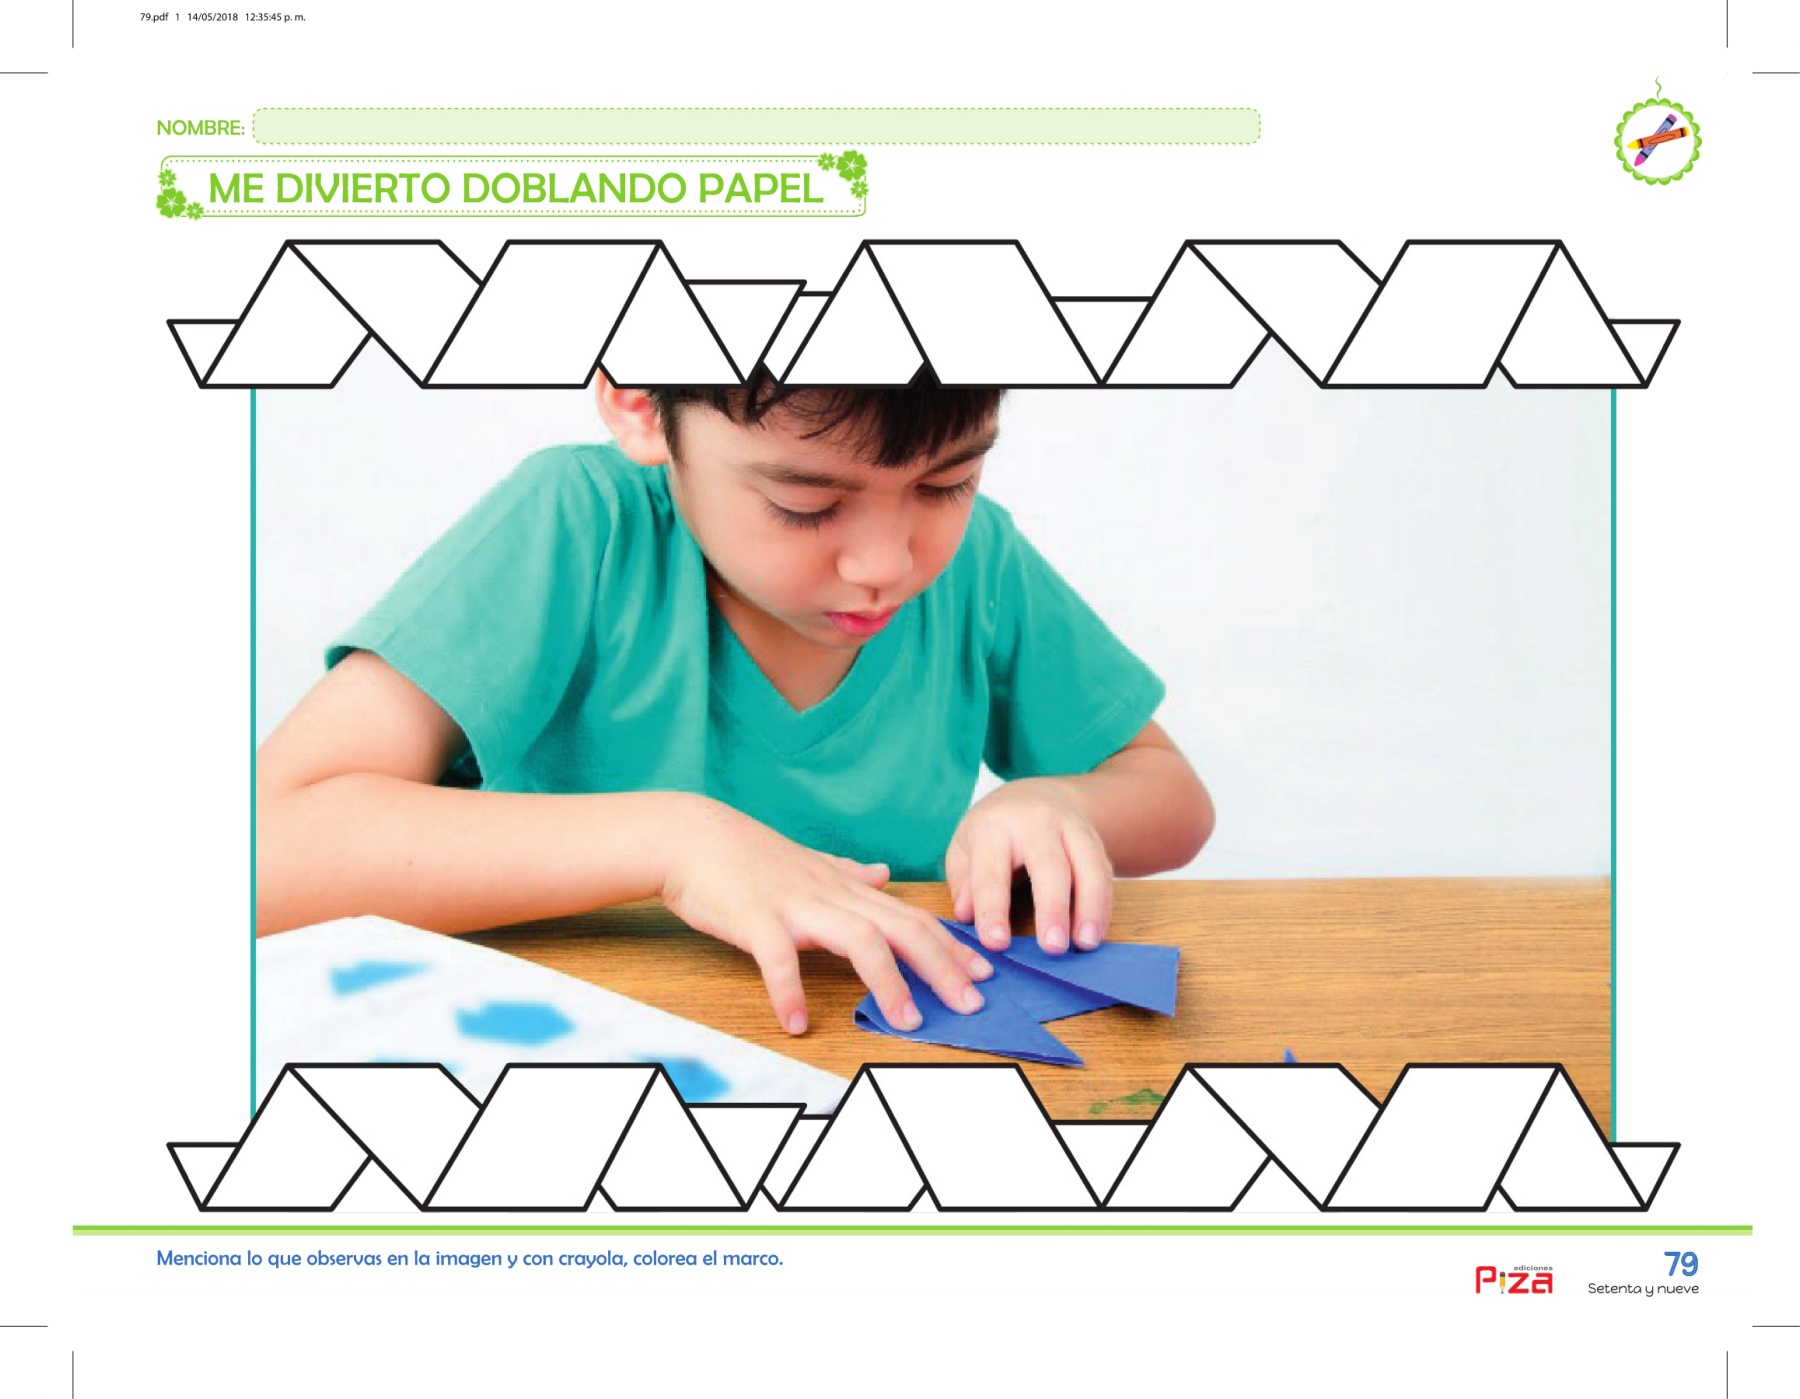 79.pdf 1 14/05/2018 12:35:45 p. m.
NOMBRE:
ME DIVIERTO DOBLANDO PAPEL
Menciona lo que observas en la imagen y con crayola, colorea el marco.
ediciones
Piza
79
Setenta y nueve